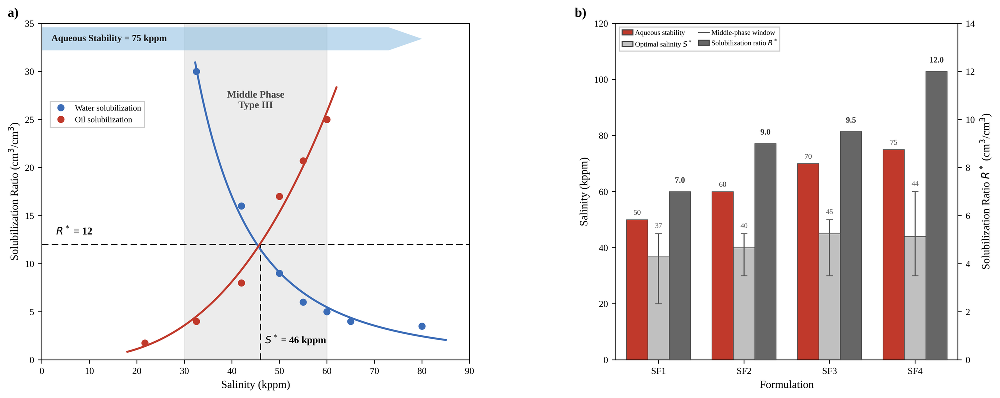 a)
35
30
25
20
15
10
5
0
Solubilization Ratio (cm³/cm³)
Aqueous Stability = 75 kppm
Middle Phase
Type III
Water solubilization
Oil solubilization
R* = 12
S* = 46 kppm
0 10 20 30 40 50 60 70 80 90
Salinity (kppm)
b)
120
100
80
60
40
20
0
Salinity (kppm)
Aqueous stability
Optimal salinity S*
Middle-phase window
Solubilization ratio R*
50 37 7.0
60 40 9.0
70 45 9.5
75 44 12.0
SF1 SF2 SF3 SF4
Formulation
14
12
10
8
6
4
2
0
Solubilization Ratio R* (cm³/cm³)